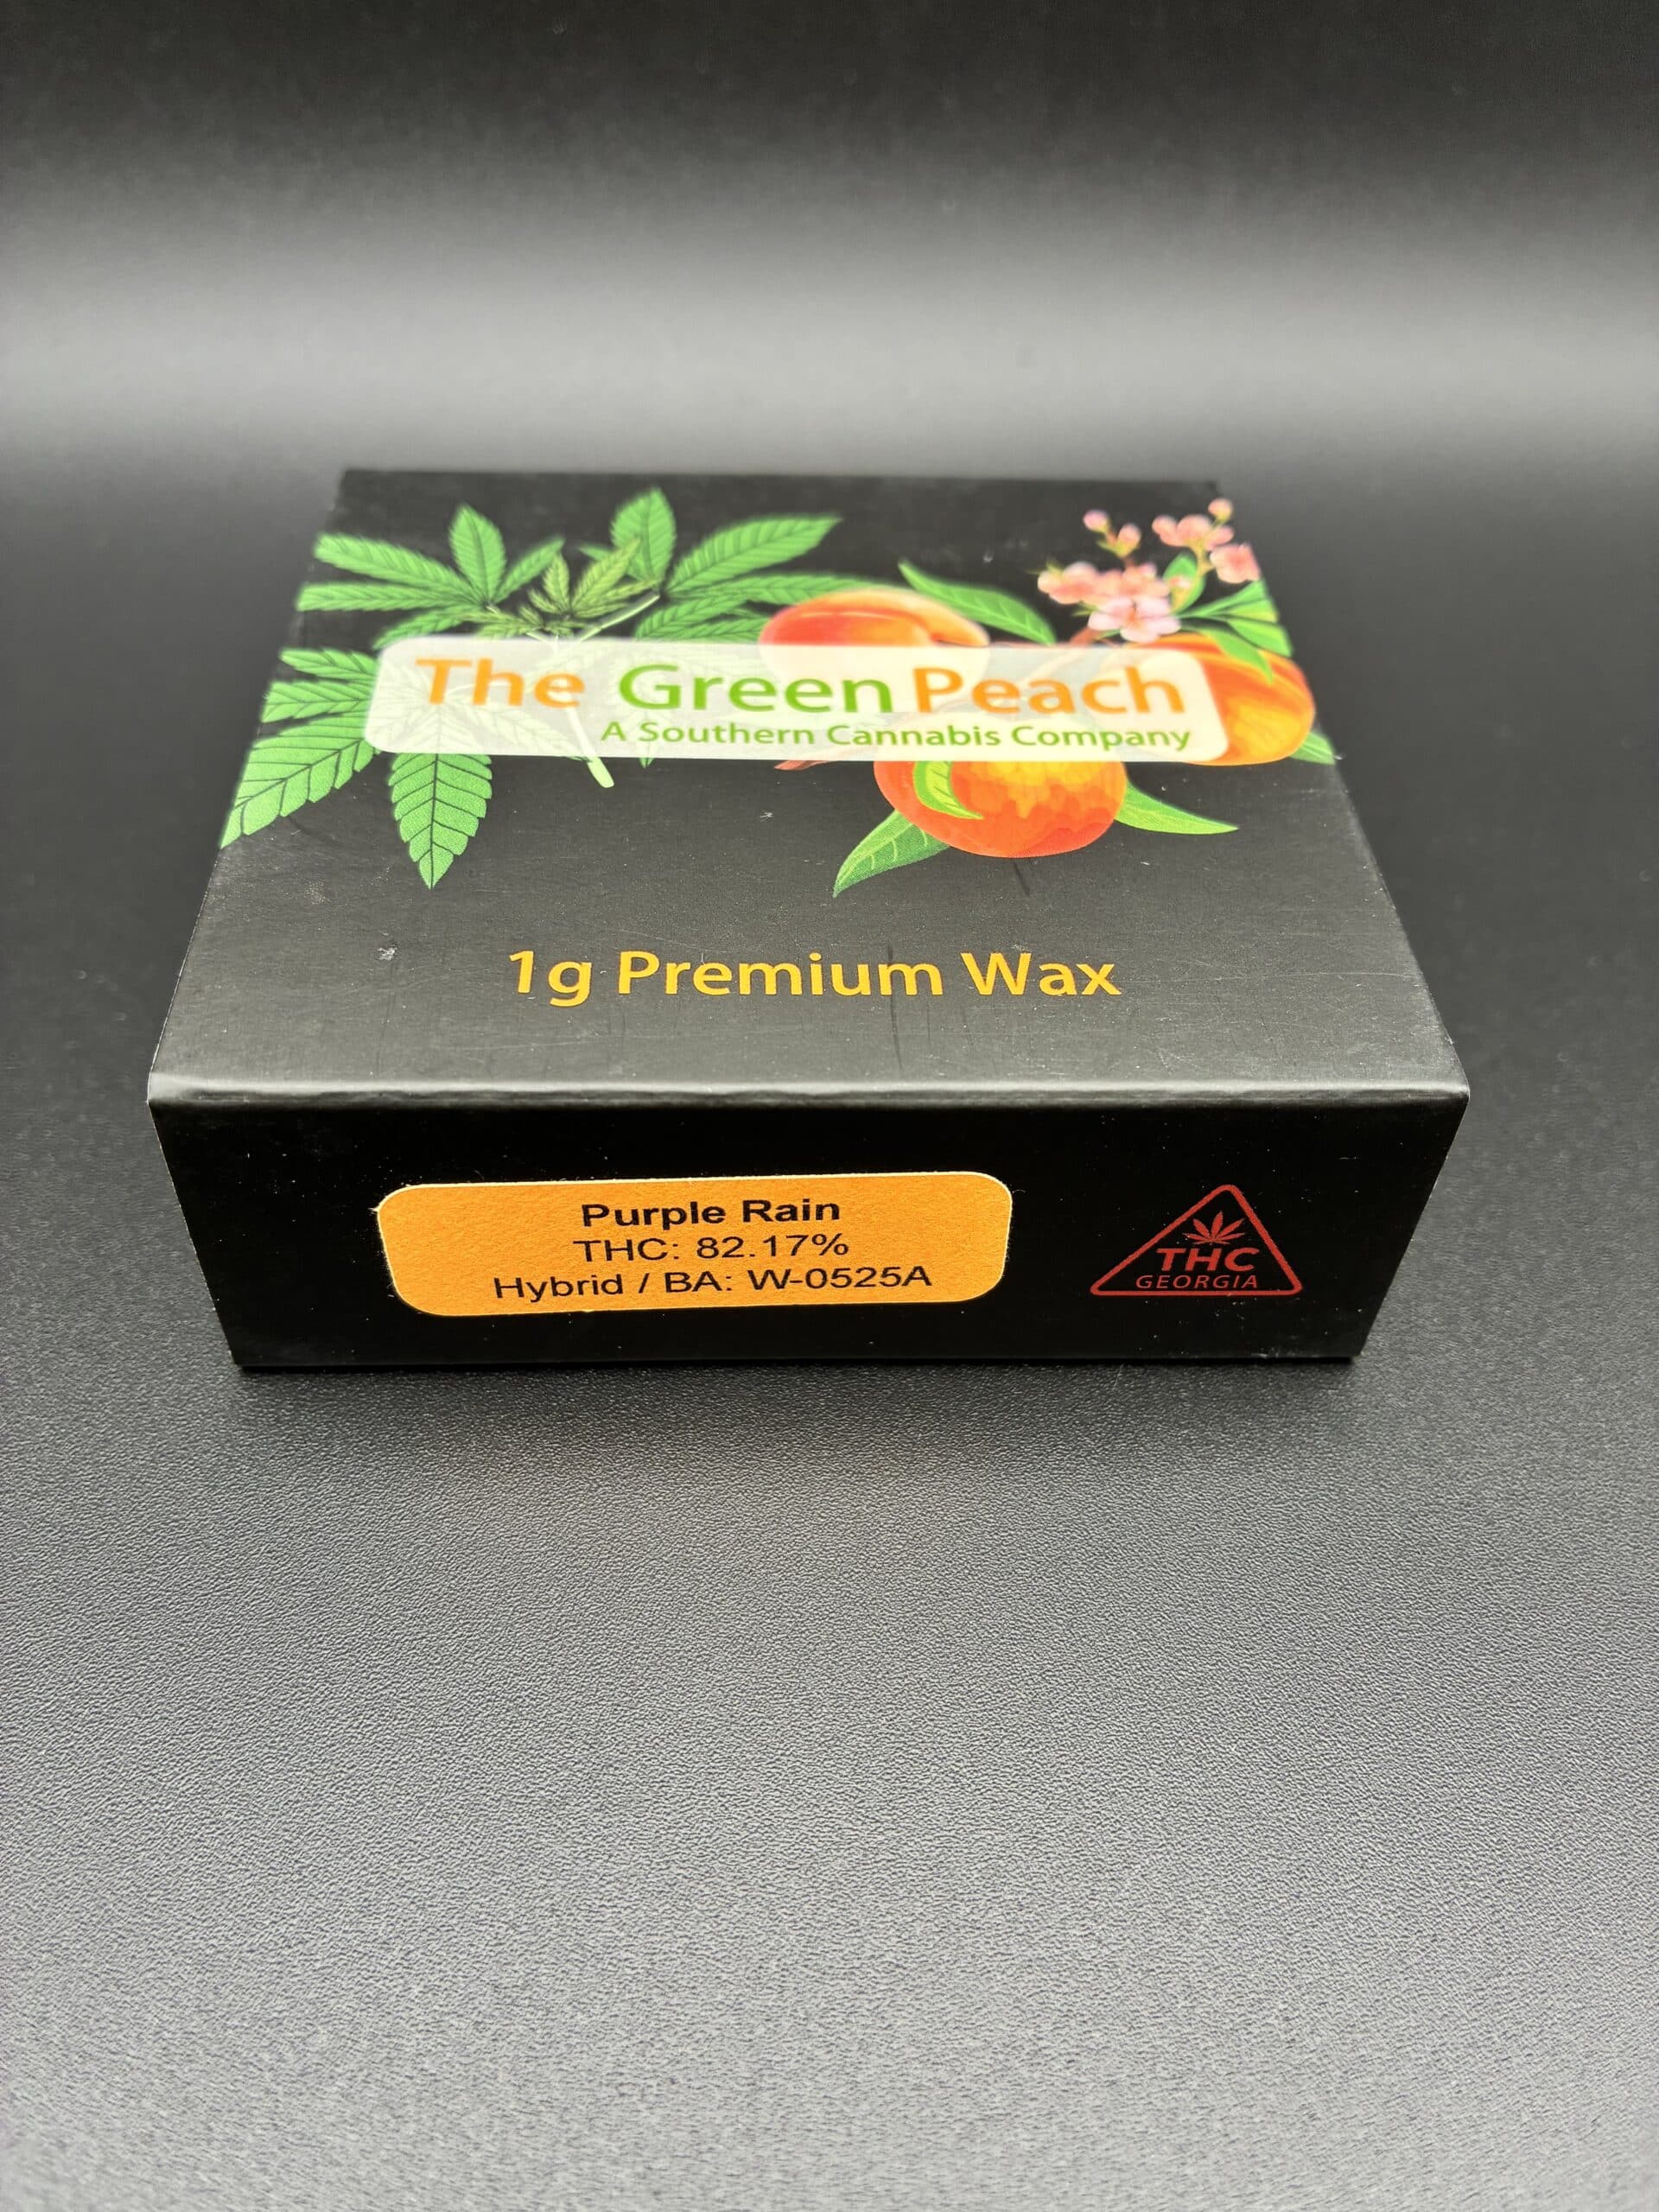 The Green Peach
A Southern Cannabis Company
1g Premium Wax
Purple Rain
THC: 82.17%
Hybrid / BA: W-0525A
THC
GEORGIA